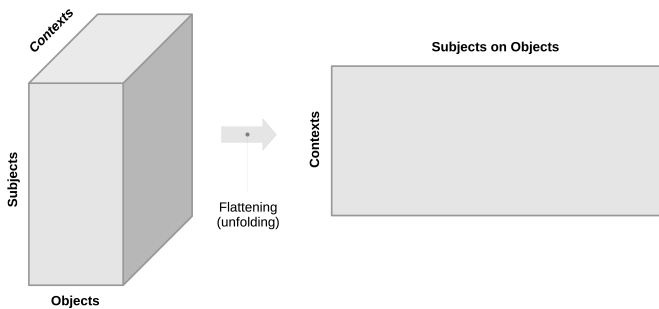 Contexts
Subjects
Objects
Flattening
(unfolding)
Subjects on Objects
Contexts